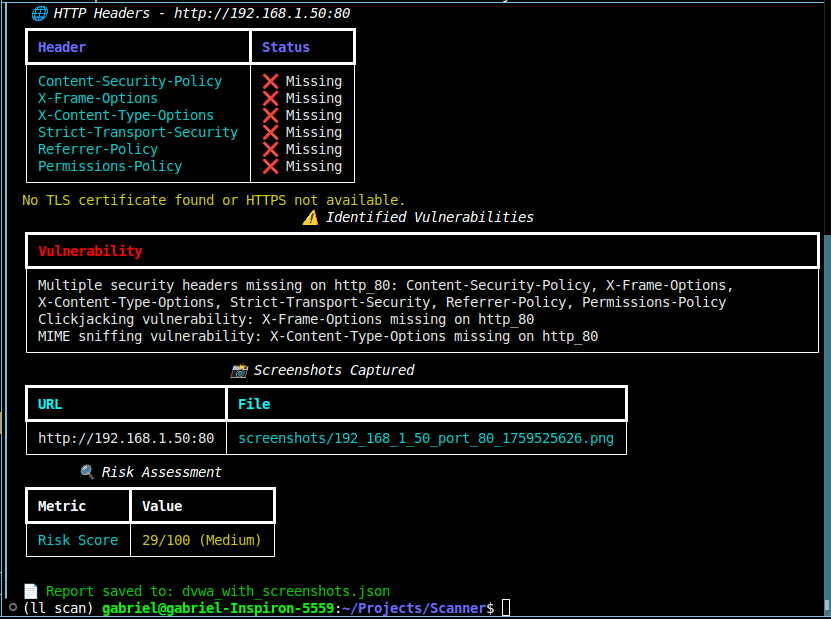 🌐 HTTP Headers - http://192.168.1.50:80
Header Status
Content-Security-Policy ❌ Missing
X-Frame-Options ❌ Missing
X-Content-Type-Options ❌ Missing
Strict-Transport-Security ❌ Missing
Referrer-Policy ❌ Missing
Permissions-Policy ❌ Missing
No TLS certificate found or HTTPS not available.
⚠️ Identified Vulnerabilities
Vulnerability
Multiple security headers missing on http_80: Content-Security-Policy, X-Frame-Options,
X-Content-Type-Options, Strict-Transport-Security, Referrer-Policy, Permissions-Policy
Clickjacking vulnerability: X-Frame-Options missing on http_80
MIME sniffing vulnerability: X-Content-Type-Options missing on http_80
📸 Screenshots Captured
URL File
http://192.168.1.50:80 screenshots/192_168_1_50_port_80_1759525626.png
🔍 Risk Assessment
Metric Value
Risk Score 29/100 (Medium)
📄 Report saved to: dvwa_with_screenshots.json
(ll scan) gabriel@gabriel-Inspiron-5559:~/Projects/Scanner$